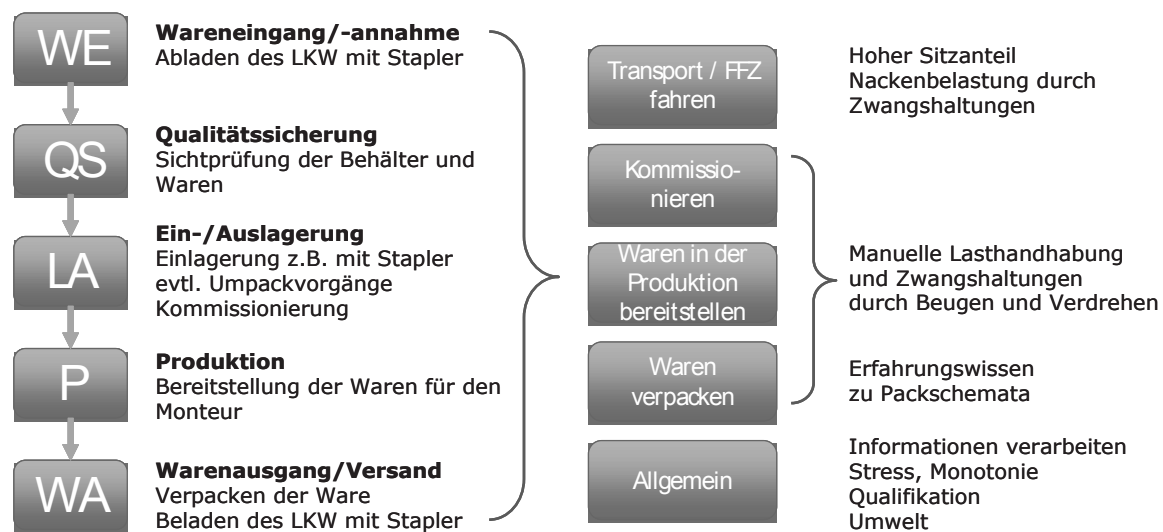 WE
Wareneingang/-annahme
Abladen des LKW mit Stapler
QS
Qualitätssicherung
Sichtprüfung der Behälter und
Waren
LA
Ein-/Auslagerung
Einlagerung z.B. mit Stapler
evtl. Umpackvorgänge
Kommissionierung
P
Produktion
Bereitstellung der Waren für den
Monteur
WA
Warenausgang/Versand
Verpacken der Ware
Beladen des LKW mit Stapler
Transport / FFZ
fahren
Hoher Sitzanteil
Nackenbelastung durch
Zwangshaltungen
Kommissio-
nieren
Waren in der
Produktion
bereitstellen
Manuelle Lasthandhabung
und Zwangshaltungen
durch Beugen und Verdrehen
Waren
verpacken
Erfahrungswissen
zu Packschemata
Allgemein
Informationen verarbeiten
Stress, Monotonie
Qualifikation
Umwelt